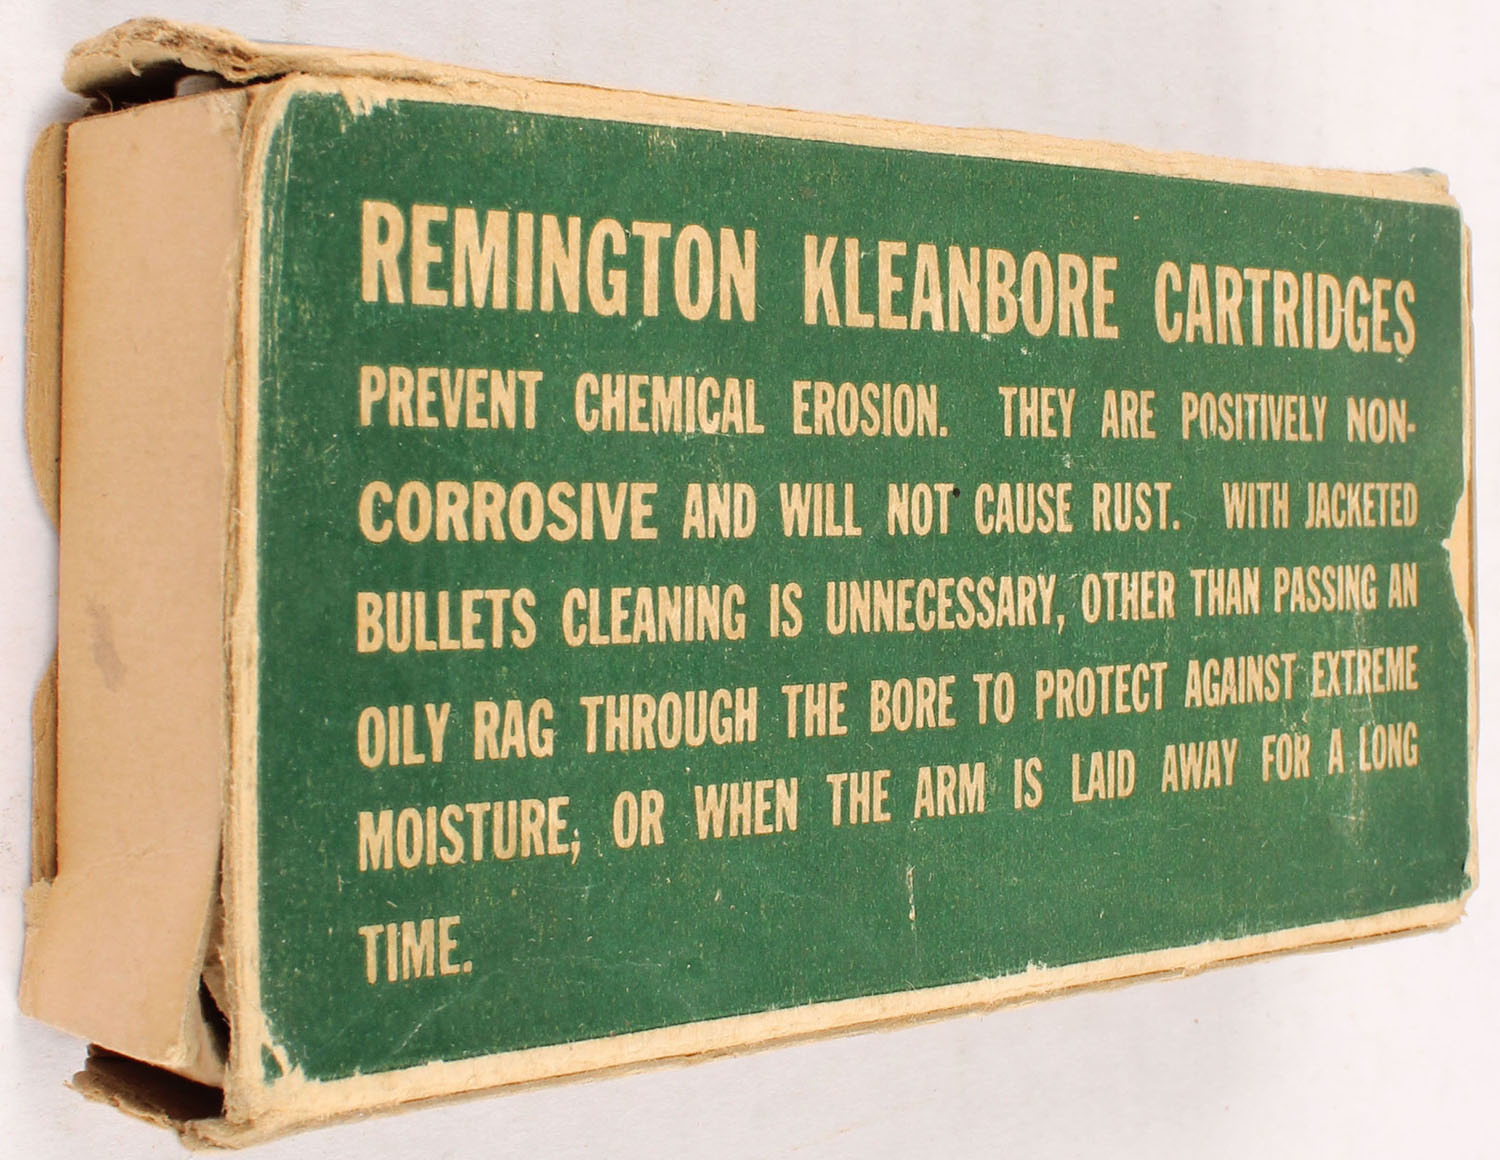 REMINGTON KLEANBORE CARTRIDGES
PREVENT CHEMICAL EROSION. THEY ARE POSITIVELY NON-
CORROSIVE AND WILL NOT CAUSE RUST. WITH JACKETED
BULLETS CLEANING IS UNNECESSARY, OTHER THAN PASSING AN
OILY RAG THROUGH THE BORE TO PROTECT AGAINST EXTREME
MOISTURE, OR WHEN THE ARM IS LAID AWAY FOR A LONG
TIME.